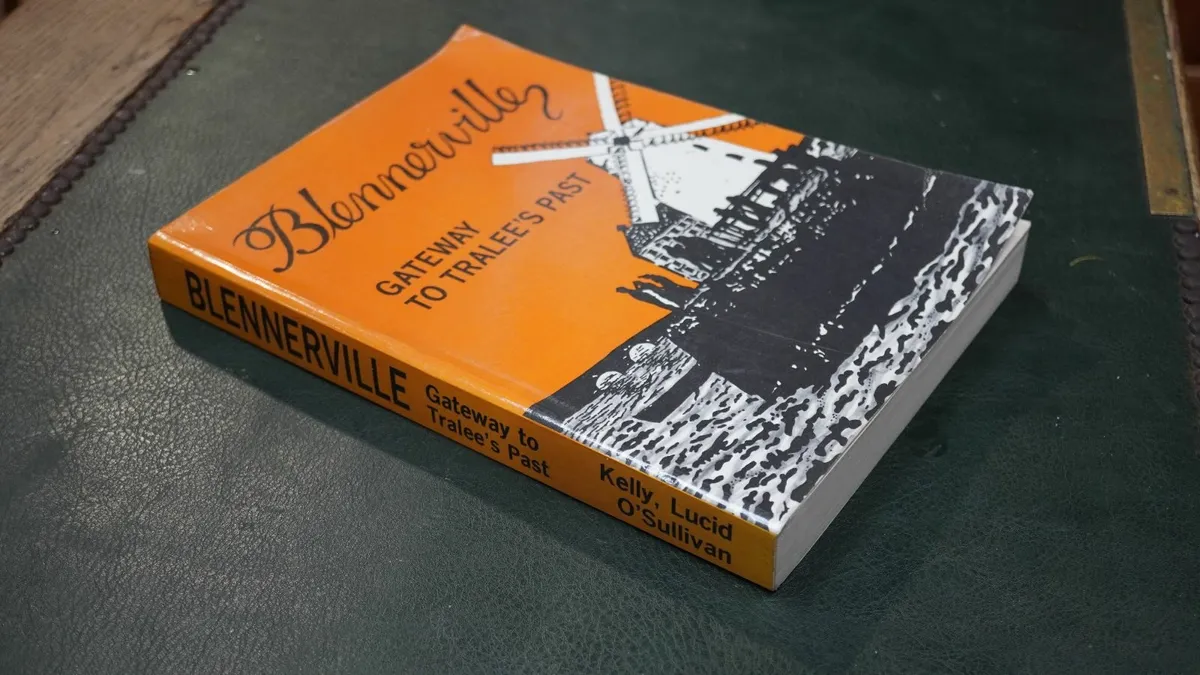 Blennerville
GATEWAY
TO TRALEE'S PAST
BLENNERVILLE
Gateway to
Tralee's Past
Kelly, Lucid
O'Sullivan